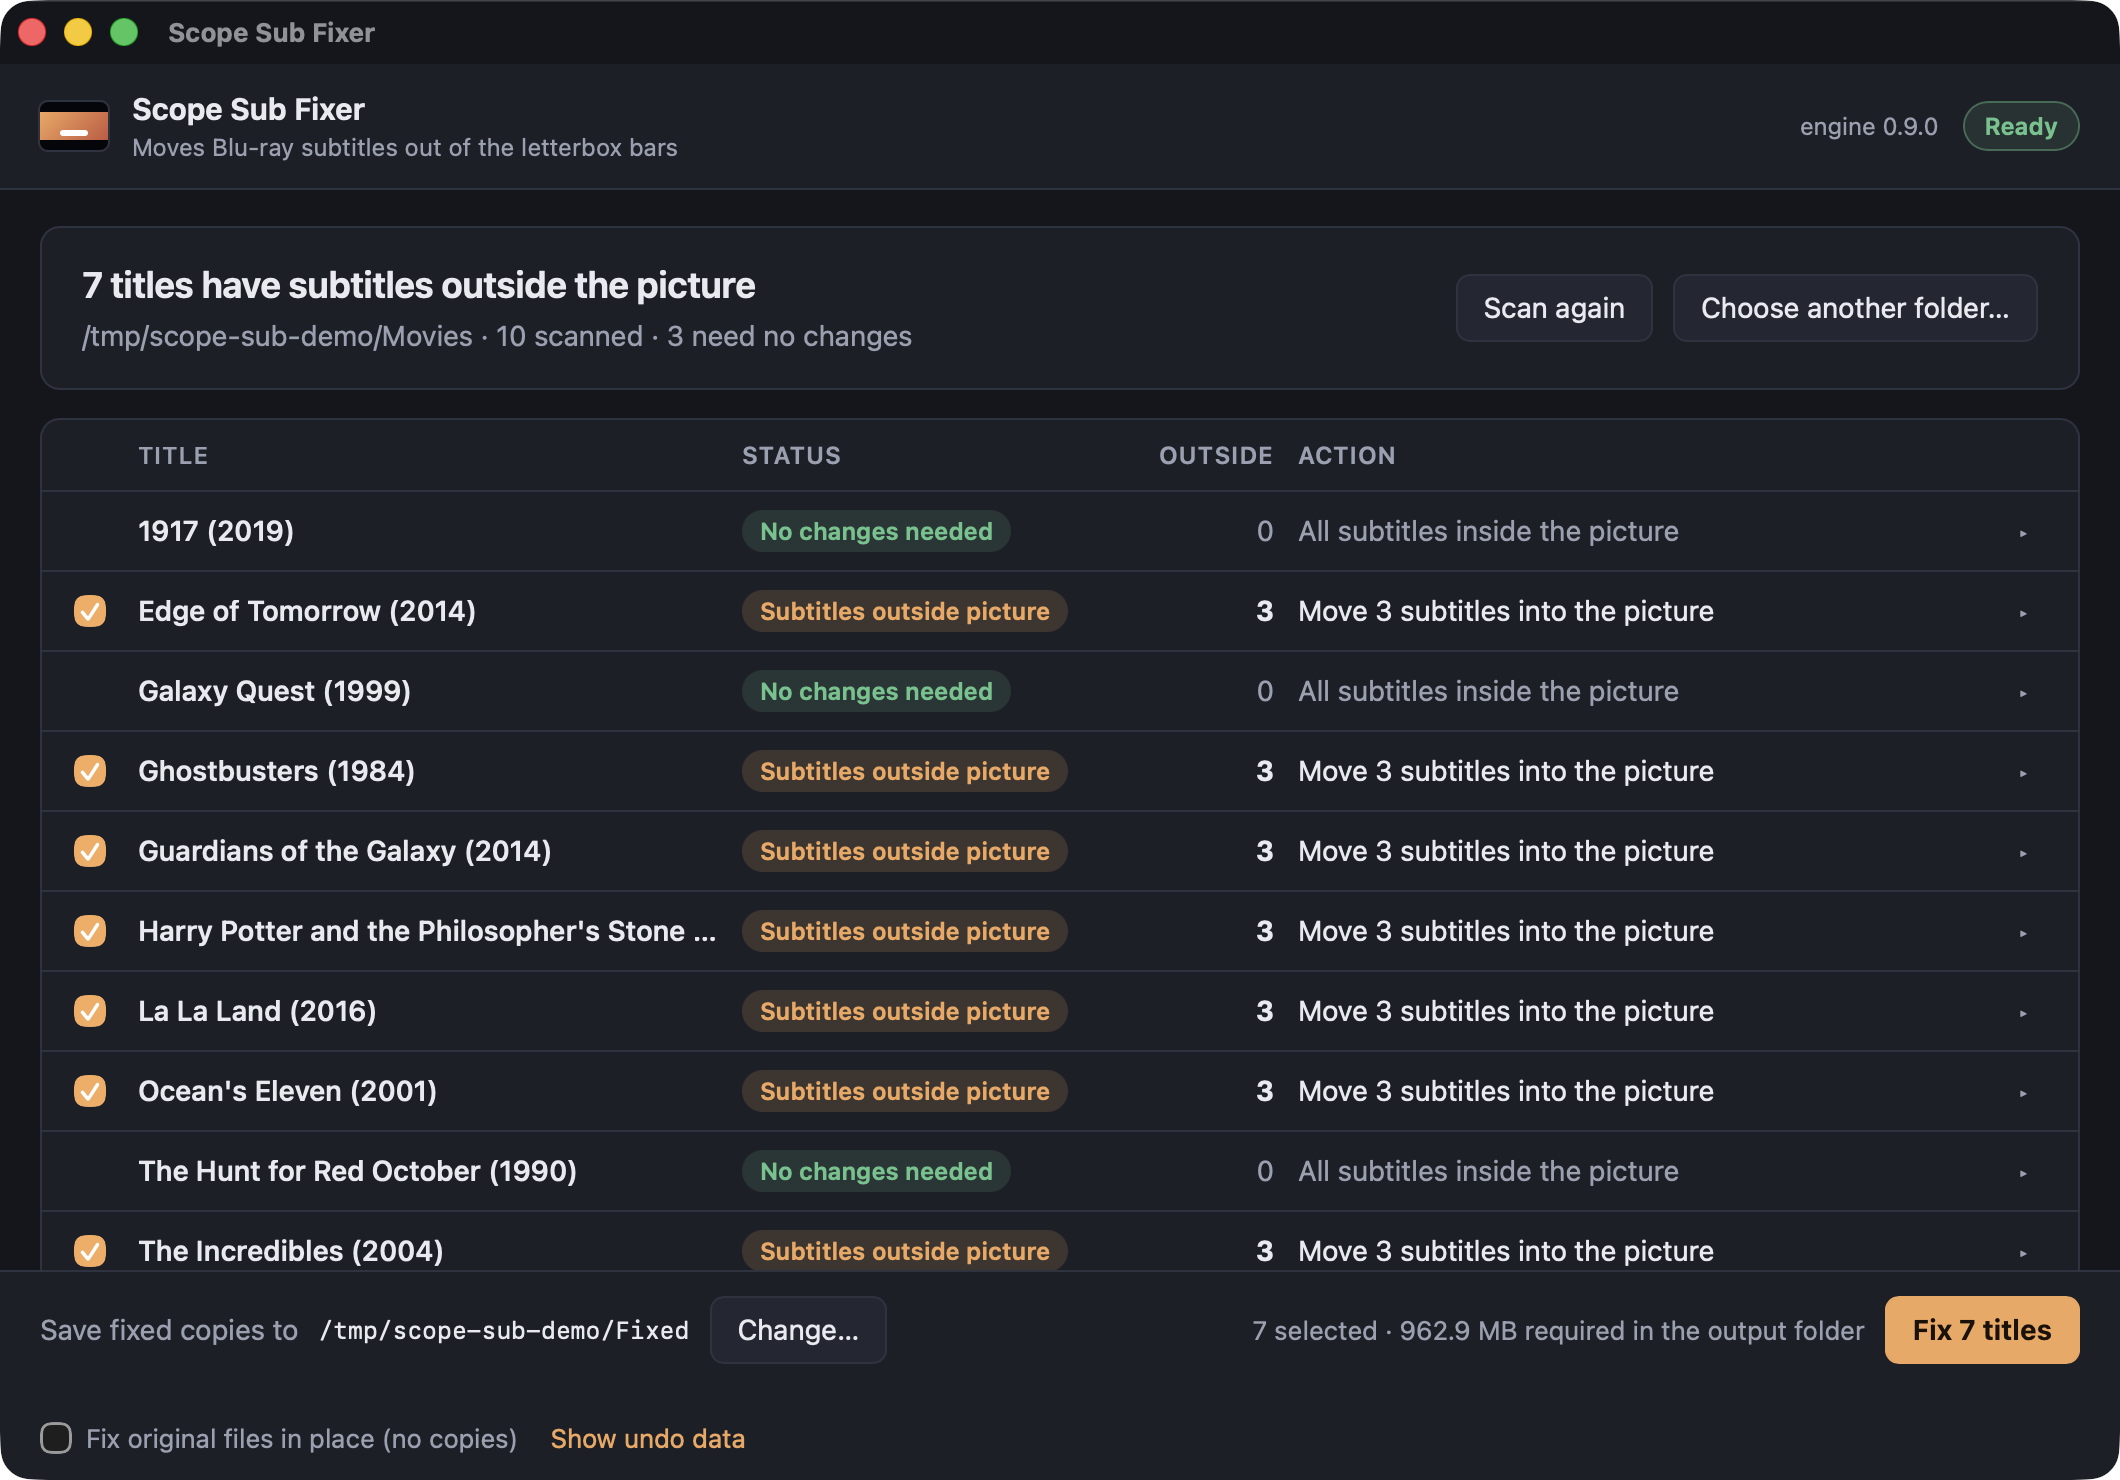 Scope Sub Fixer
Scope Sub Fixer
Moves Blu-ray subtitles out of the letterbox bars
engine 0.9.0 Ready
7 titles have subtitles outside the picture
/tmp/scope-sub-demo/Movies · 10 scanned · 3 need no changes
Scan again Choose another folder...
TITLE STATUS OUTSIDE ACTION
1917 (2019) No changes needed 0 All subtitles inside the picture
Edge of Tomorrow (2014) Subtitles outside picture 3 Move 3 subtitles into the picture
Galaxy Quest (1999) No changes needed 0 All subtitles inside the picture
Ghostbusters (1984) Subtitles outside picture 3 Move 3 subtitles into the picture
Guardians of the Galaxy (2014) Subtitles outside picture 3 Move 3 subtitles into the picture
Harry Potter and the Philosopher's Stone ... Subtitles outside picture 3 Move 3 subtitles into the picture
La La Land (2016) Subtitles outside picture 3 Move 3 subtitles into the picture
Ocean's Eleven (2001) Subtitles outside picture 3 Move 3 subtitles into the picture
The Hunt for Red October (1990) No changes needed 0 All subtitles inside the picture
The Incredibles (2004) Subtitles outside picture 3 Move 3 subtitles into the picture
Save fixed copies to /tmp/scope-sub-demo/Fixed Change... 7 selected · 962.9 MB required in the output folder Fix 7 titles
Fix original files in place (no copies) Show undo data